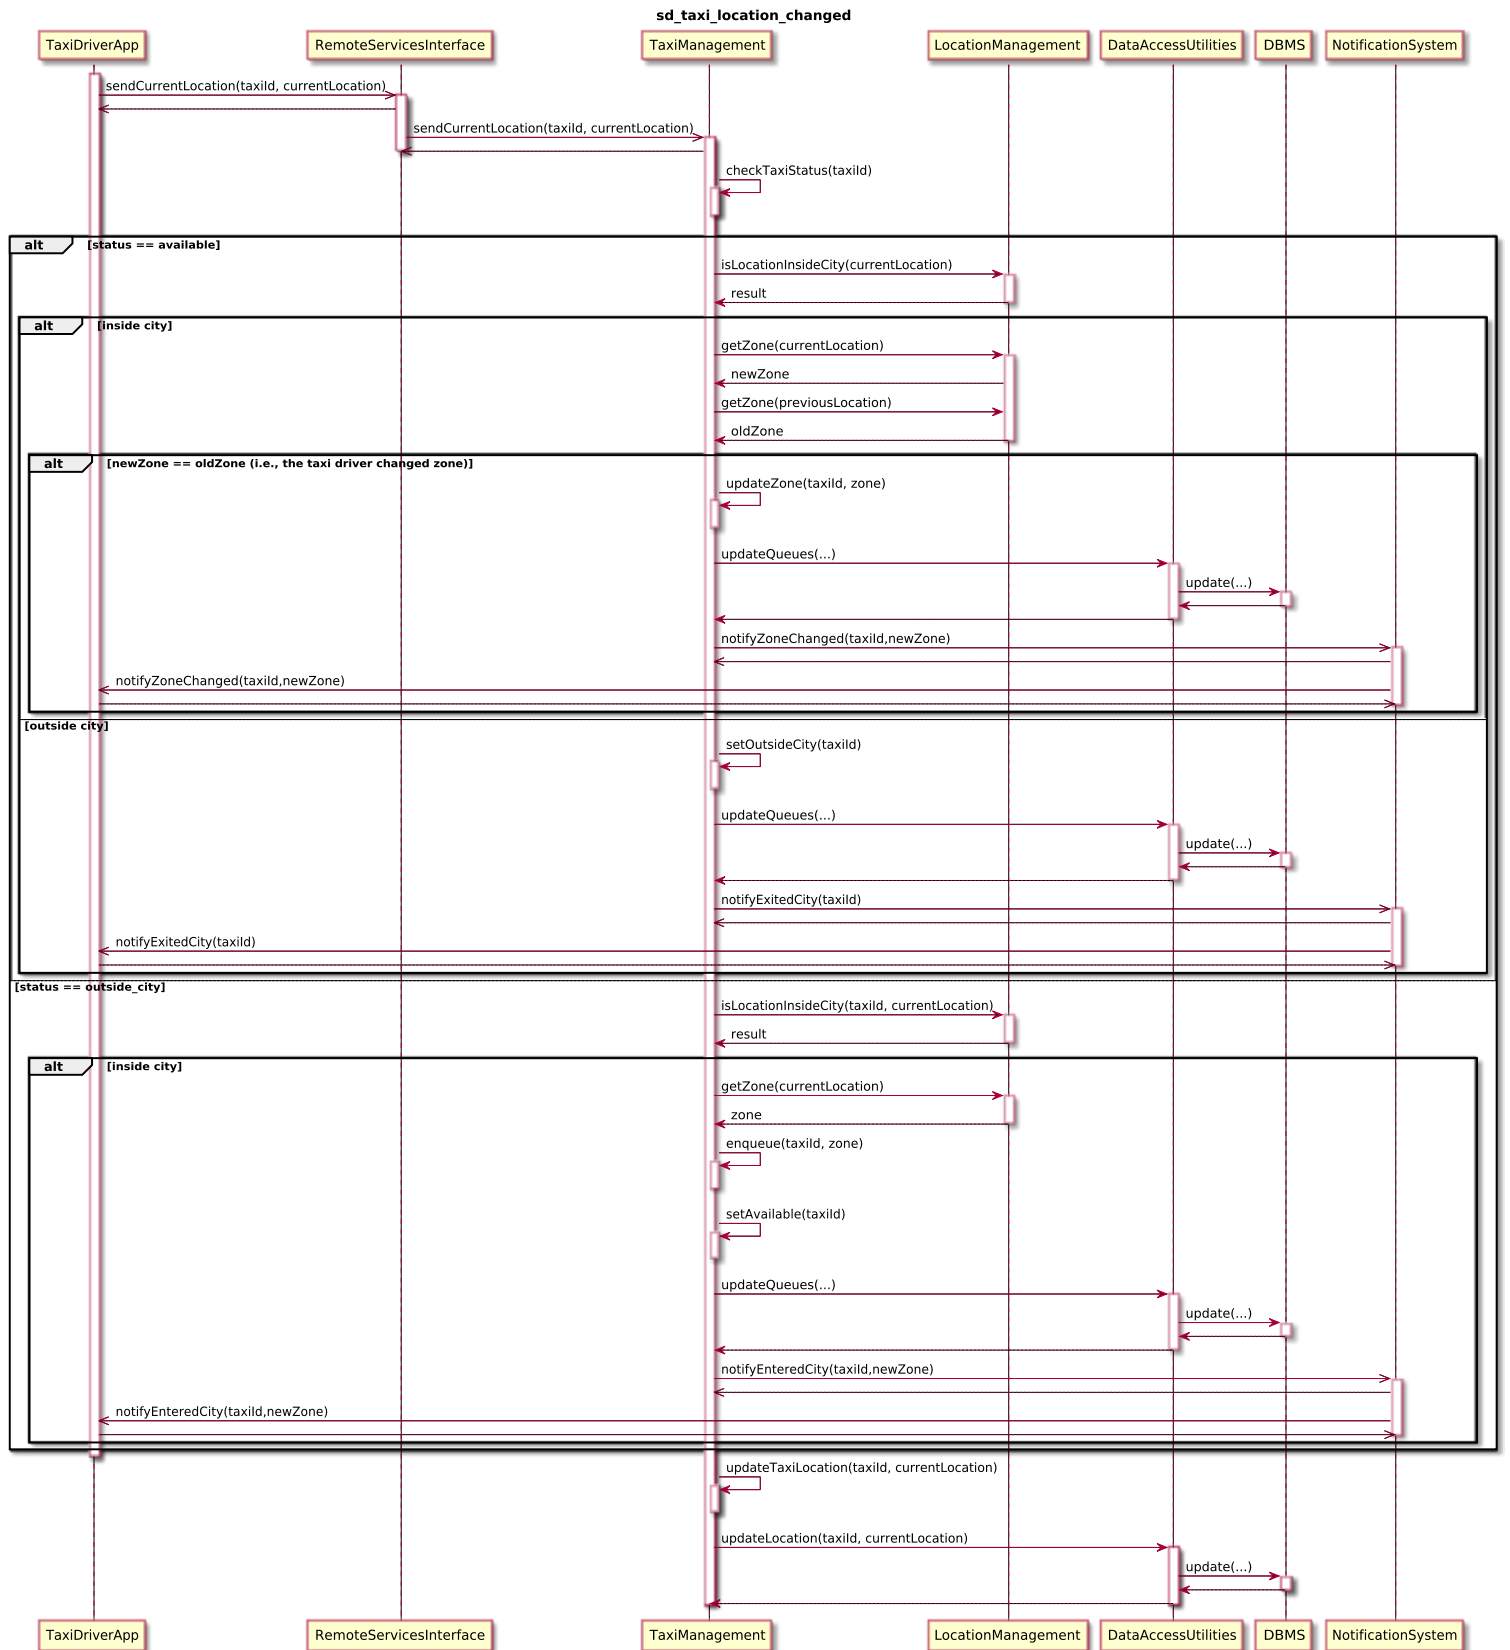 sd_taxi_location_changed
TaxiDriverApp RemoteServicesInterface TaxiManagement LocationManagement DataAccessUtilities DBMS NotificationSystem
sendCurrentLocation(taxiId, currentLocation)
sendCurrentLocation(taxiId, currentLocation)
checkTaxiStatus(taxiId)
alt [status == available]
isLocationInsideCity(currentLocation)
result
alt [inside city]
getZone(currentLocation)
newZone
getZone(previousLocation)
oldZone
alt [newZone == oldZone (i.e., the taxi driver changed zone)]
updateZone(taxiId, zone)
updateQueues(...)
update(...)
notifyZoneChanged(taxiId,newZone)
notifyZoneChanged(taxiId,newZone)
[outside city]
setOutsideCity(taxiId)
updateQueues(...)
update(...)
notifyExitedCity(taxiId)
notifyExitedCity(taxiId)
[status == outside_city]
isLocationInsideCity(taxiId, currentLocation)
result
alt [inside city]
getZone(currentLocation)
zone
enqueue(taxiId, zone)
setAvailable(taxiId)
updateQueues(...)
update(...)
notifyEnteredCity(taxiId,newZone)
notifyEnteredCity(taxiId,newZone)
updateTaxiLocation(taxiId, currentLocation)
updateLocation(taxiId, currentLocation)
update(...)
TaxiDriverApp RemoteServicesInterface TaxiManagement LocationManagement DataAccessUtilities DBMS NotificationSystem